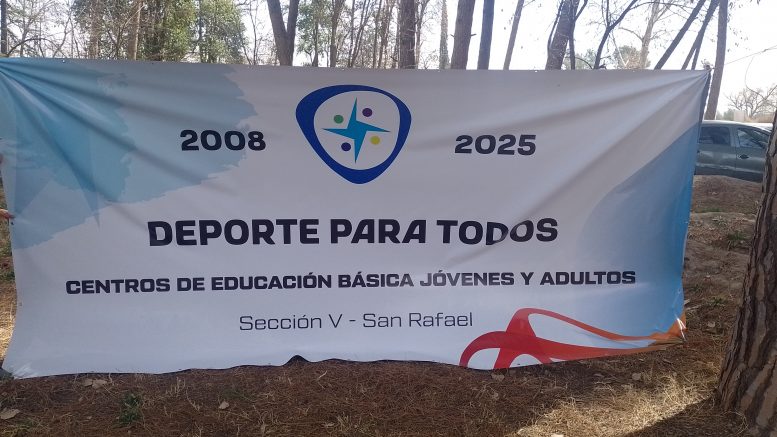 2008 2025
DEPORTE PARA TODOS
CENTROS DE EDUCACIÓN BÁSICA JÓVENES Y ADULTOS
Sección V - San Rafael